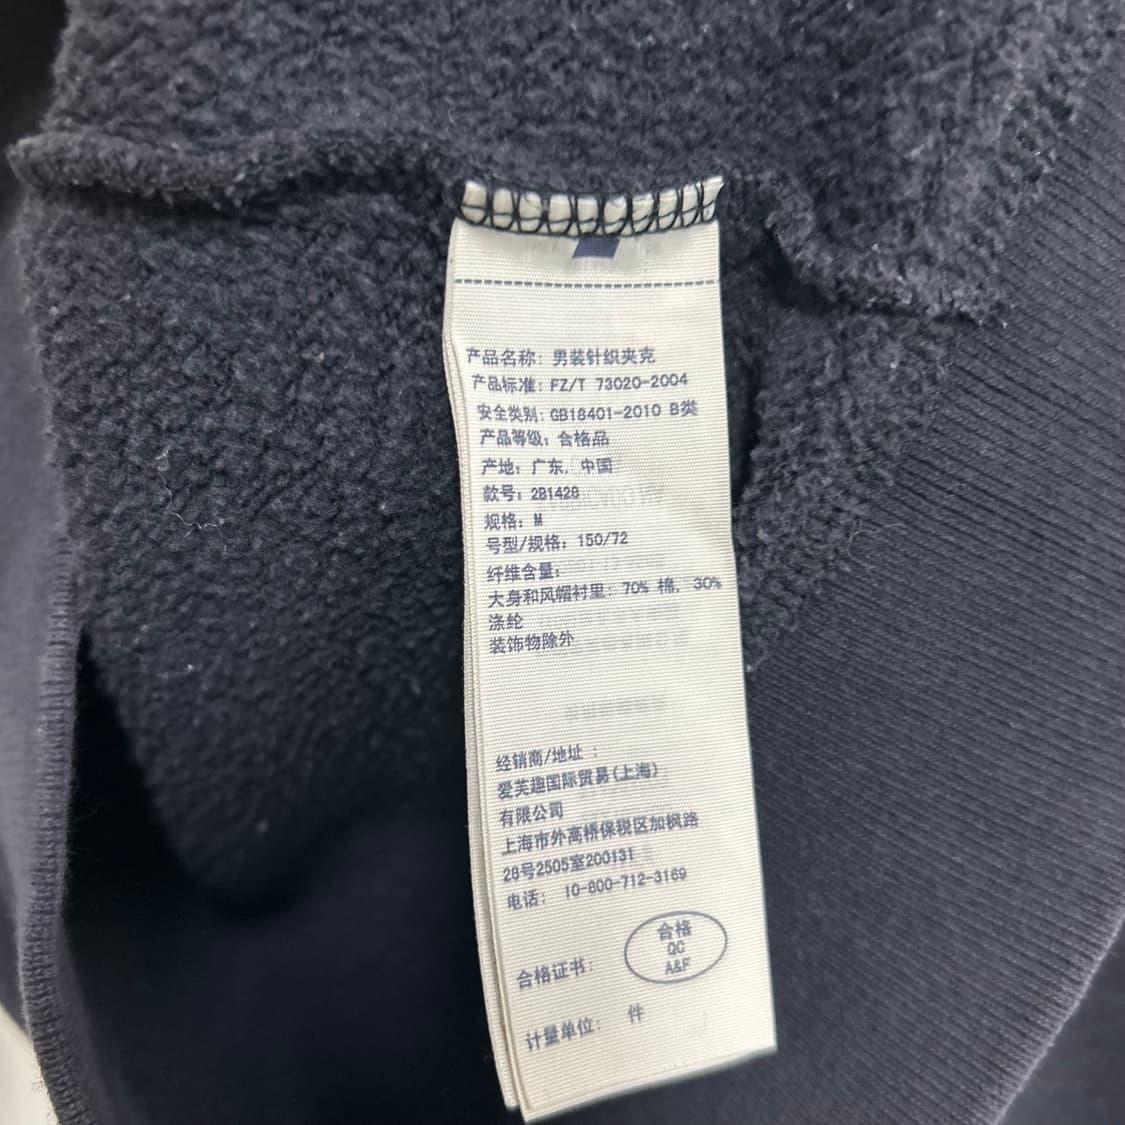 产品名称: 男装针织夹克
产品标准: FZ/T 73020-2004
安全类别: GB18401-2010 B类
产品等级: 合格品
产地: 广东, 中国
款号: 2B142B
规格: M
号型/规格: 150/72
纤维含量:
大身和风帽衬里: 70% 棉, 30%
涤纶
装饰物除外
经销商/地址 :
爱芙趣国际贸易(上海)
有限公司
上海市外高桥保税区加枫路
28号2505室200131
电话: 10-800-712-3169
合格
QC
A&F
合格证书:
计量单位: 件